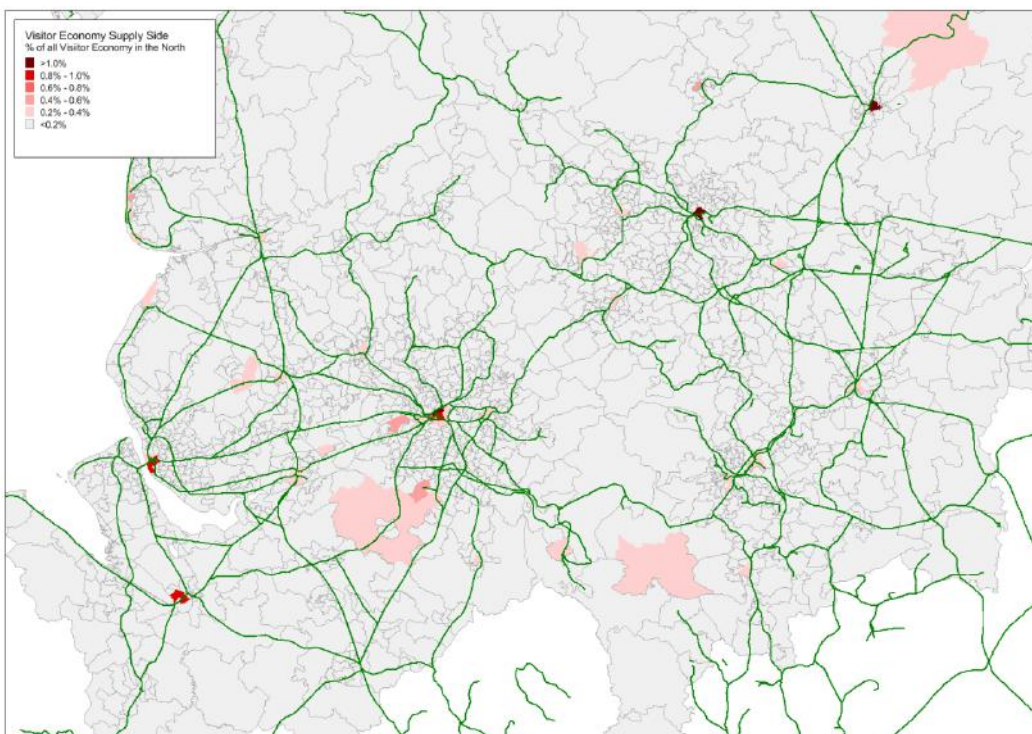 Visitor Economy Supply Side
% of all Visitor Economy in the North
>1.0%
0.8% - 1.0%
0.6% - 0.8%
0.4% - 0.6%
0.2% - 0.4%
<0.2%